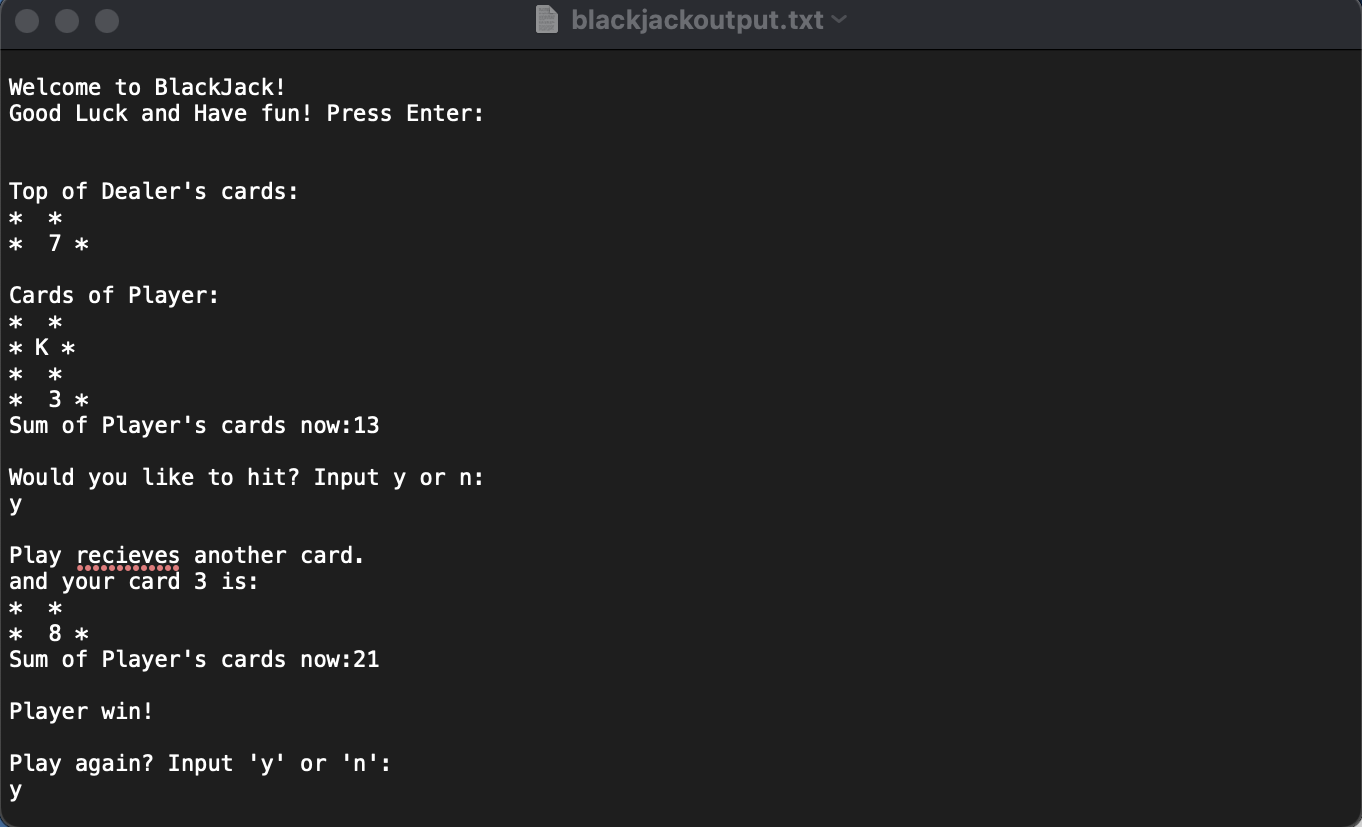 blackjackoutput.txt
Welcome to BlackJack!
Good Luck and Have fun! Press Enter:
Top of Dealer's cards:
*  *
*  7 *
Cards of Player:
*  *
* K *
*  *
*  3 *
Sum of Player's cards now:13
Would you like to hit? Input y or n:
y
Play recieves another card.
and your card 3 is:
*  *
*  8 *
Sum of Player's cards now:21
Player win!
Play again? Input 'y' or 'n':
y